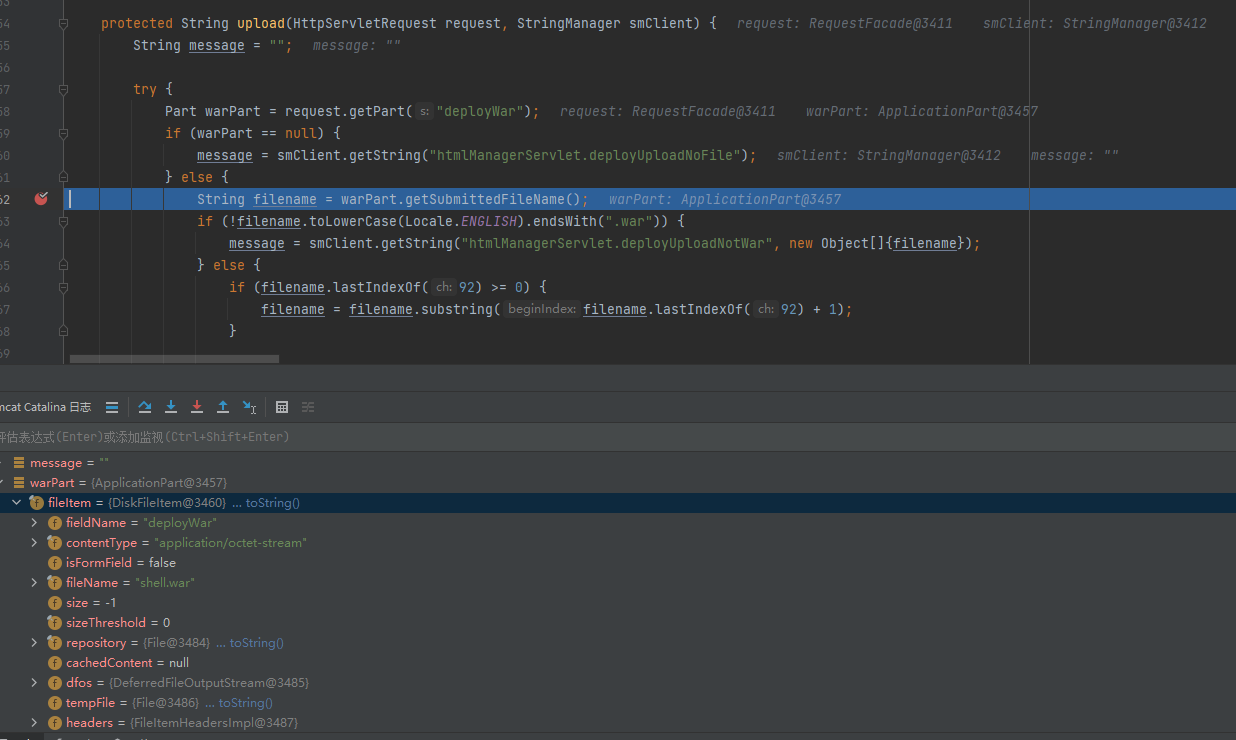 53
54 protected String upload(HttpServletRequest request, StringManager smClient) { request: RequestFacade@3411 smClient: StringManager@3412
55 String message = ""; message: ""
56
57 try {
58 Part warPart = request.getPart( s: "deployWar"); request: RequestFacade@3411 warPart: ApplicationPart@3457
59 if (warPart == null) {
60 message = smClient.getString("htmlManagerServlet.deployUploadNoFile"); smClient: StringManager@3412 message: ""
61 } else {
62 String filename = warPart.getSubmittedFileName(); warPart: ApplicationPart@3457
63 if (!filename.toLowerCase(Locale.ENGLISH).endsWith(".war")) {
64 message = smClient.getString("htmlManagerServlet.deployUploadNotWar", new Object[]{filename});
65 } else {
66 if (filename.lastIndexOf( ch: 92) >= 0) {
67 filename = filename.substring( beginIndex: filename.lastIndexOf( ch: 92) + 1);
68 }
69
mcat Catalina 日志
评估表达式(Enter)或添加监视(Ctrl+Shift+Enter)
message = ""
warPart = {ApplicationPart@3457}
fileItem = {DiskFileItem@3460} ... toString()
fieldName = "deployWar"
contentType = "application/octet-stream"
isFormField = false
fileName = "shell.war"
size = -1
sizeThreshold = 0
repository = {File@3484} ... toString()
cachedContent = null
dfos = {DeferredFileOutputStream@3485}
tempFile = {File@3486} ... toString()
headers = {FileItemHeadersImpl@3487}